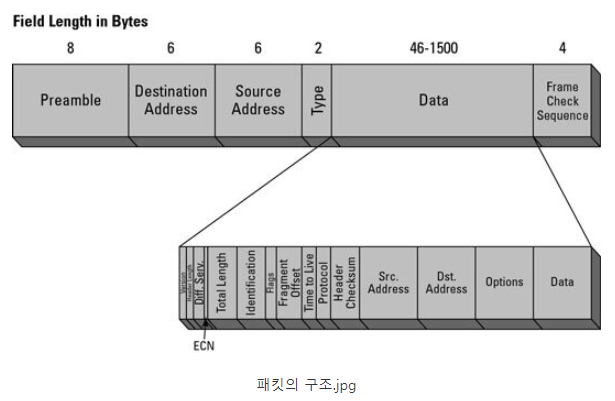 Field Length in Bytes
8 6 6 2 46-1500 4
Preamble
Destination
Address
Source
Address
Type
Data
Frame
Check
Sequence
Version
Header Length
Diff. Serv.
Total Length
Identification
Flags
Fragment
Offset
Time to Live
Protocol
Header
Checksum
Src.
Address
Dst.
Address
Options
Data
ECN
패킷의 구조.jpg